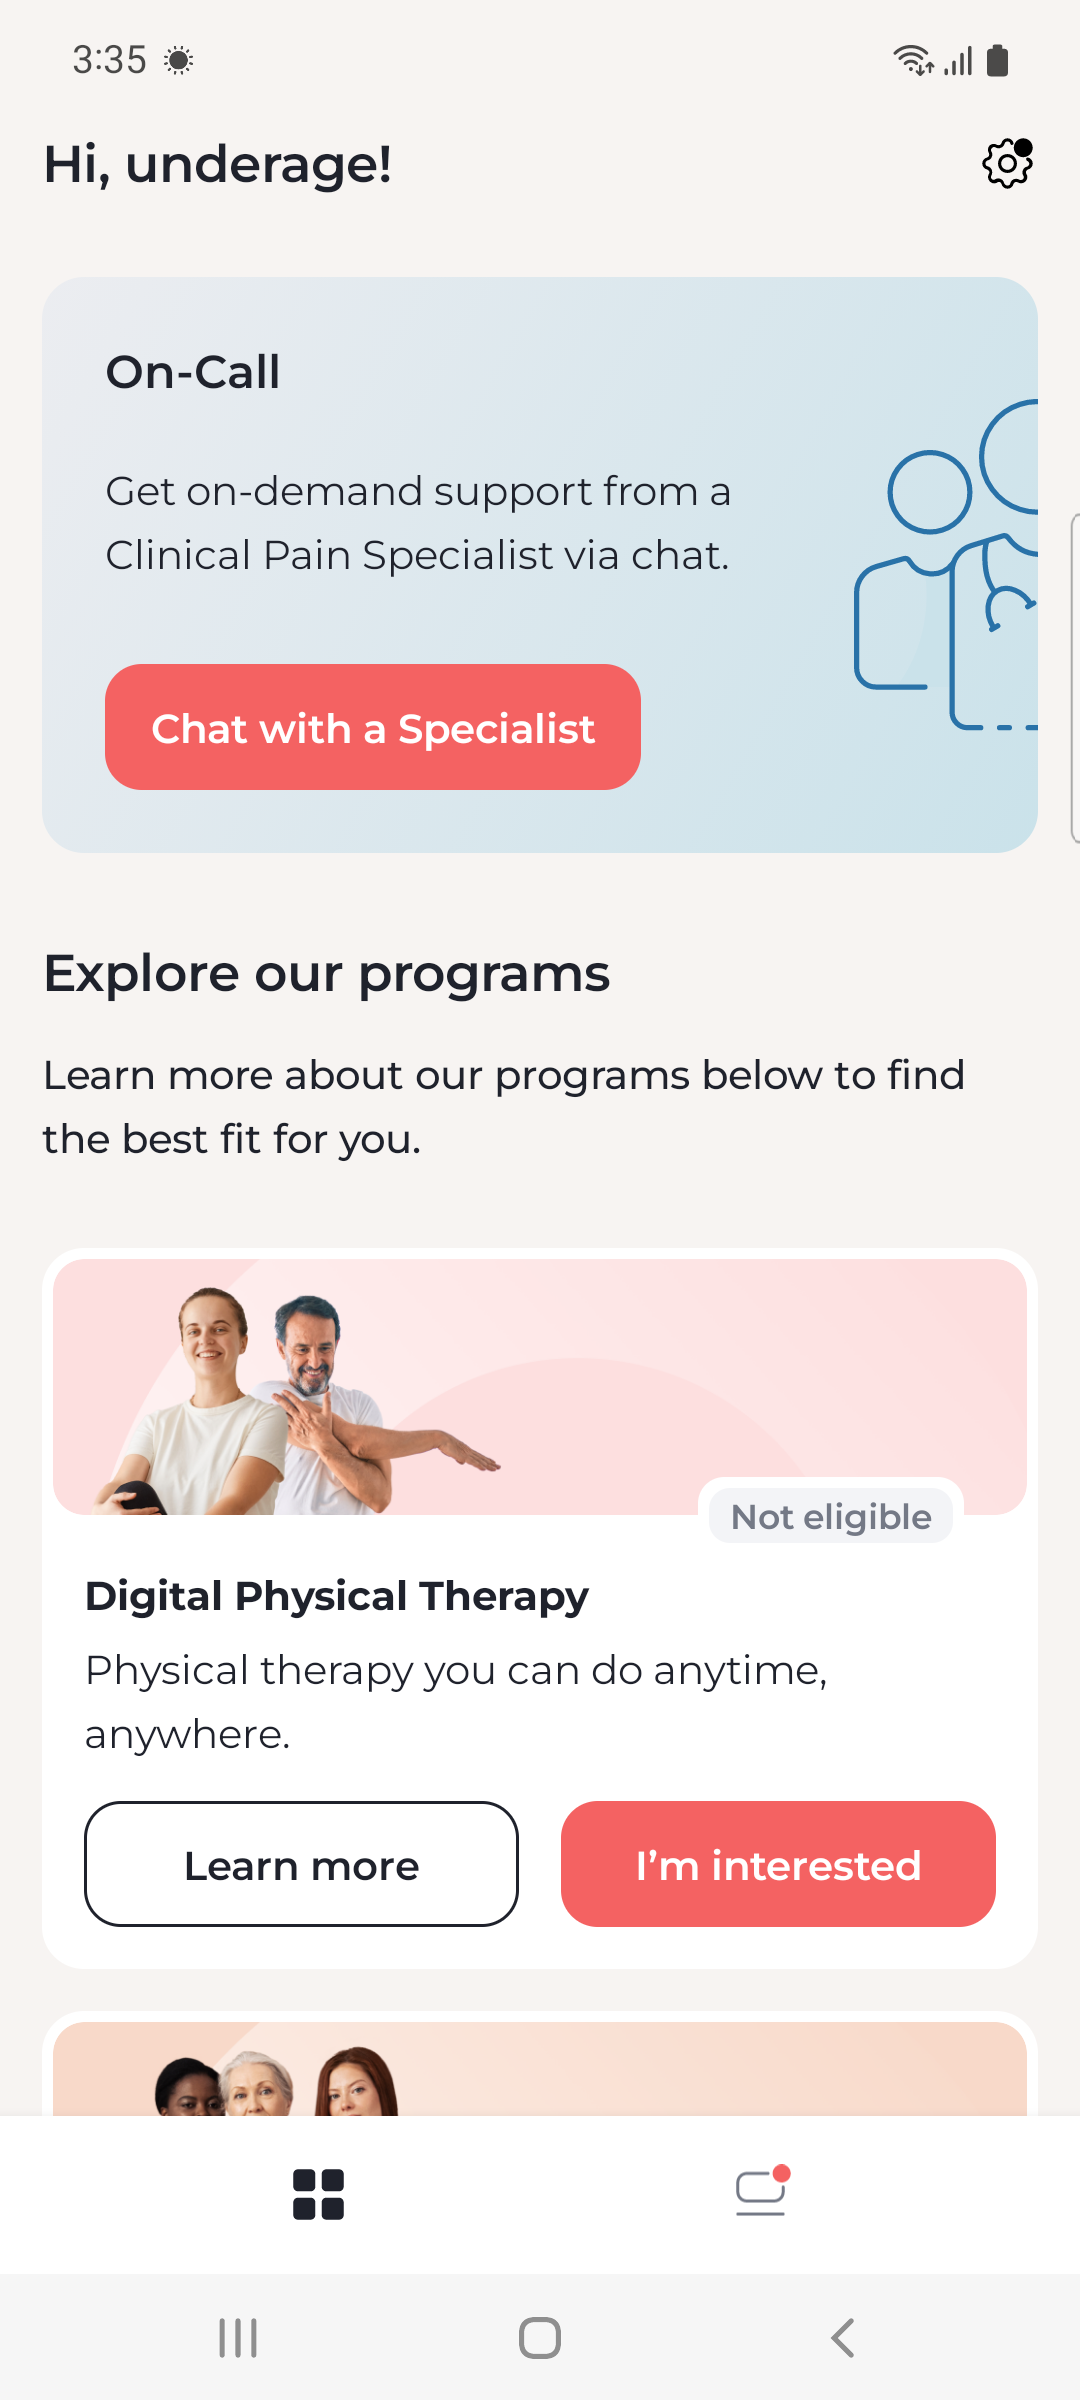 3:35
Hi, underage!
On-Call
Get on-demand support from a
Clinical Pain Specialist via chat.
Chat with a Specialist
Explore our programs
Learn more about our programs below to find
the best fit for you.
Not eligible
Digital Physical Therapy
Physical therapy you can do anytime,
anywhere.
Learn more
I’m interested